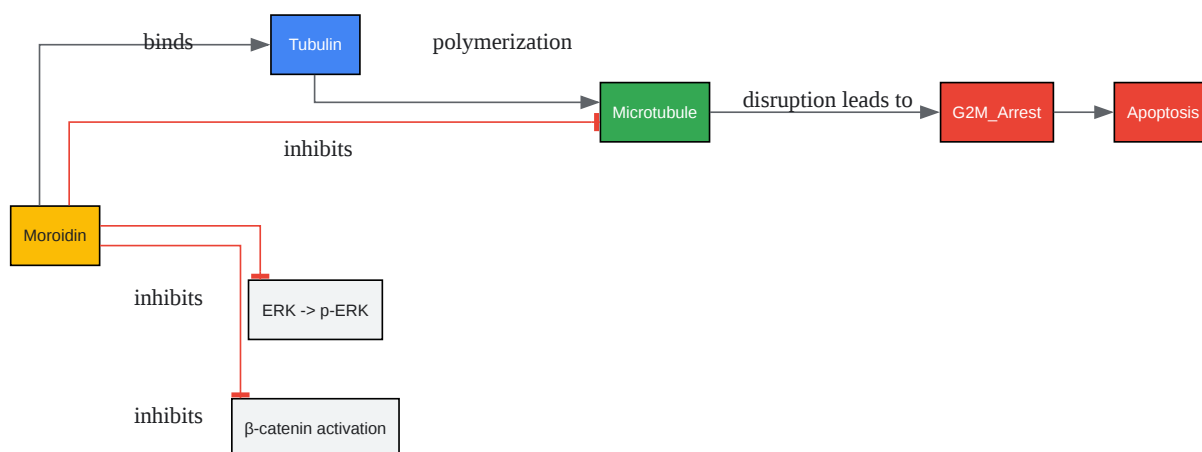 binds
Tubulin
polymerization
Microtubule
disruption leads to
G2M_Arrest
Apoptosis
inhibits
Moroidin
inhibits
ERK -> p-ERK
inhibits
β-catenin activation